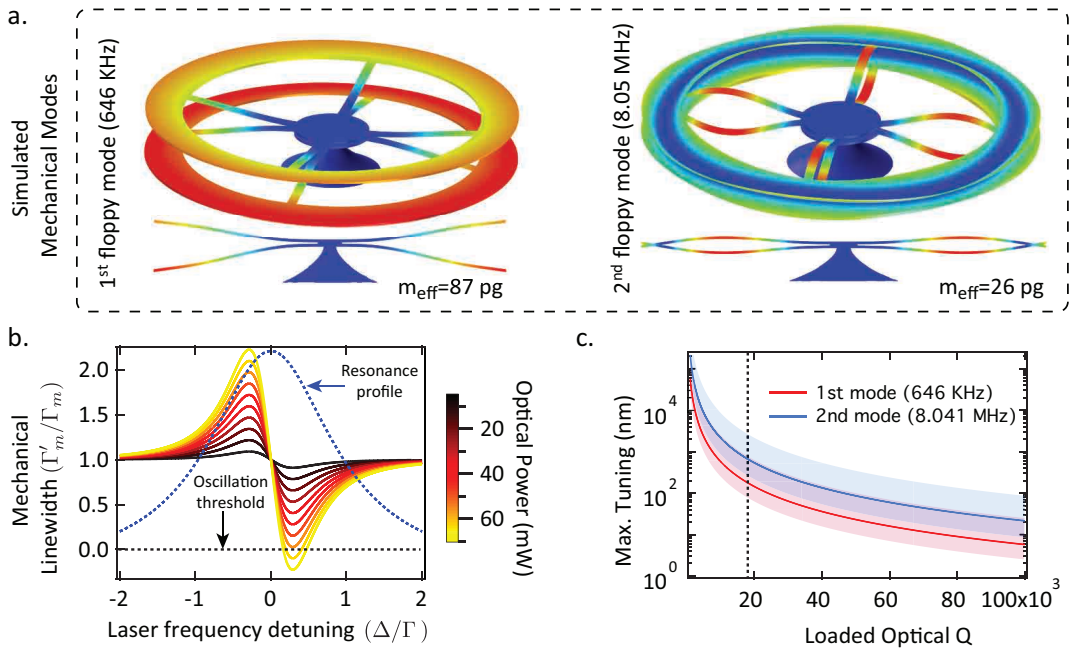 a.
Simulated
Mechanical Modes
1st floppy mode (646 KHz)
m_eff=87 pg
2nd floppy mode (8.05 MHz)
m_eff=26 pg
b.
Mechanical
Linewidth (Γ′m/Γm)
2.0
1.5
1.0
0.5
0.0
Resonance
profile
Oscillation
threshold
-2
-1
0
1
2
Laser frequency detuning (Δ/Γ)
20
40
60
Optical Power (mW)
c.
Max. Tuning (nm)
10^4
10^2
10^0
1st mode (646 KHz)
2nd mode (8.041 MHz)
20
40
60
80
100x10^3
Loaded Optical Q